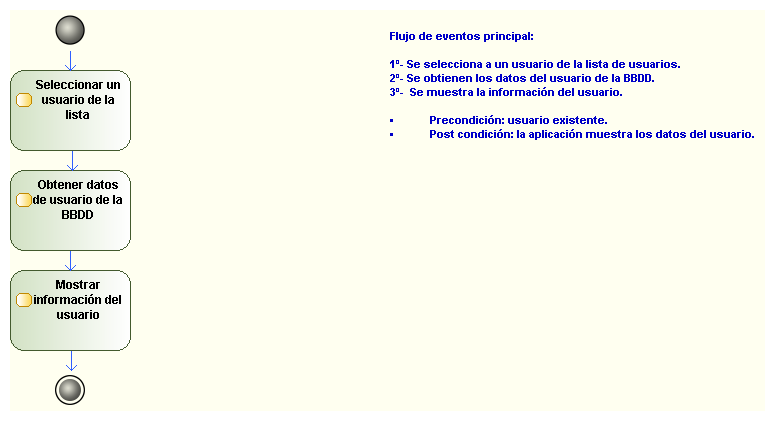 Seleccionar un
usuario de la
lista
Obtener datos
de usuario de la
BBDD
Mostrar
información del
usuario
Flujo de eventos principal:
1º- Se selecciona a un usuario de la lista de usuarios.
2º- Se obtienen los datos del usuario de la BBDD.
3º- Se muestra la información del usuario.
• Precondición: usuario existente.
• Post condición: la aplicación muestra los datos del usuario.